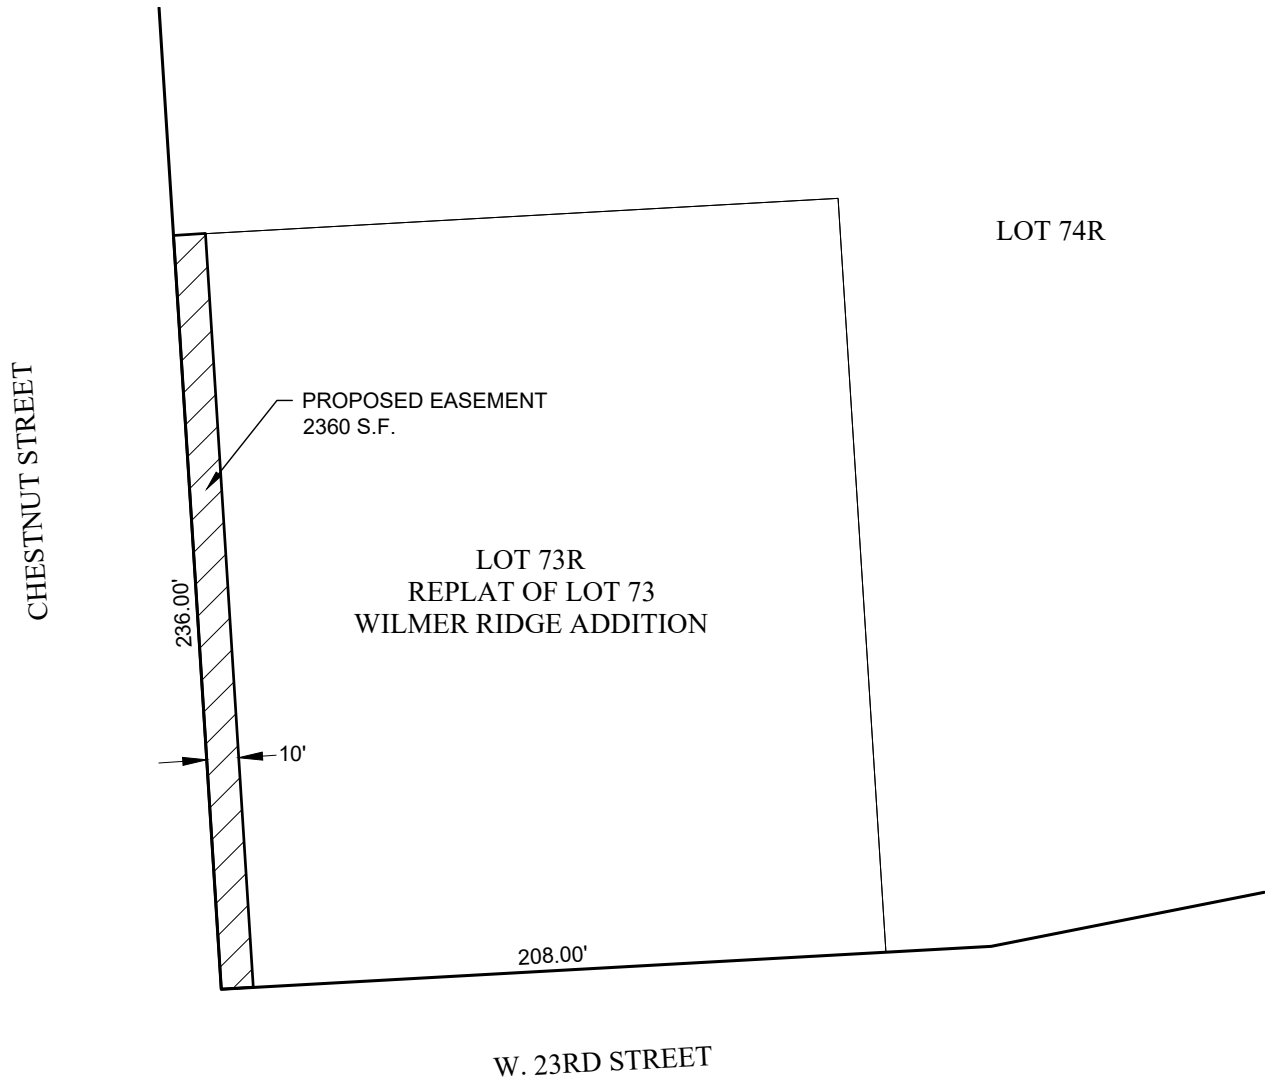 LOT 74R
CHESTNUT STREET
PROPOSED EASEMENT
2360 S.F.
LOT 73R
REPLAT OF LOT 73
WILMER RIDGE ADDITION
236.00'
10'
208.00'
W. 23RD STREET